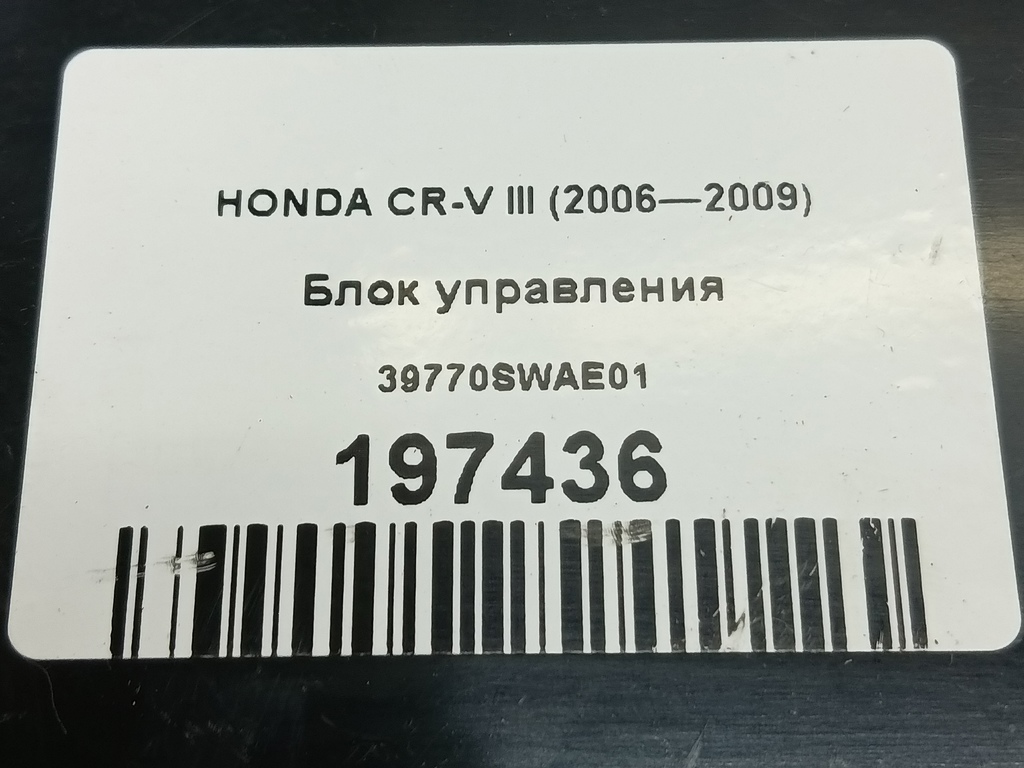 HONDA CR-V III (2006—2009)
Блок управления
39770SWAE01
197436